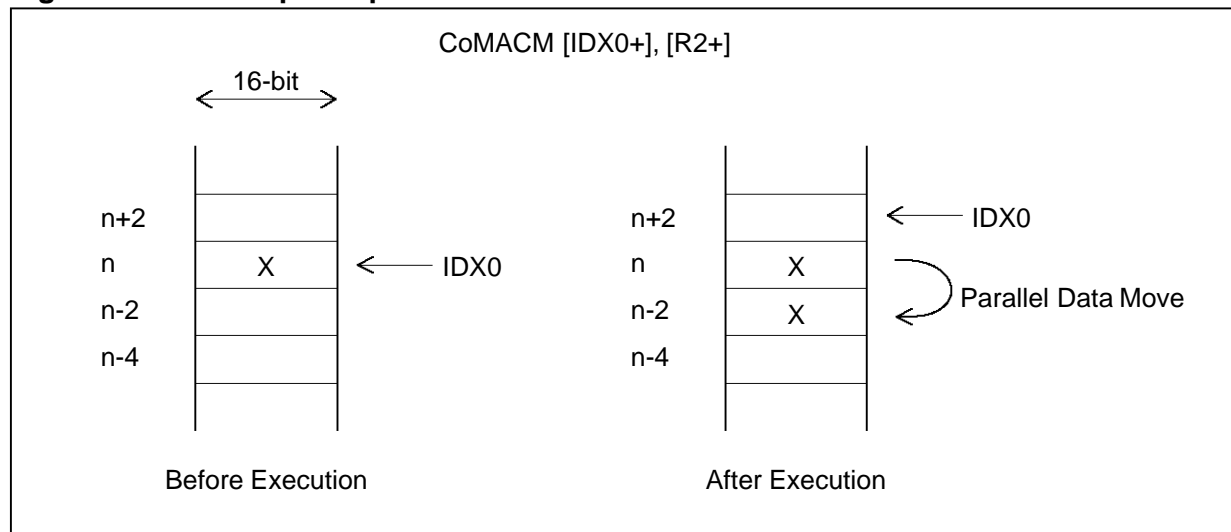 CoMACM [IDX0+], [R2+]
16-bit
n+2
n X IDX0
n-2
n-4
Before Execution
n+2 IDX0
n X
n-2 X
Parallel Data Move
n-4
After Execution